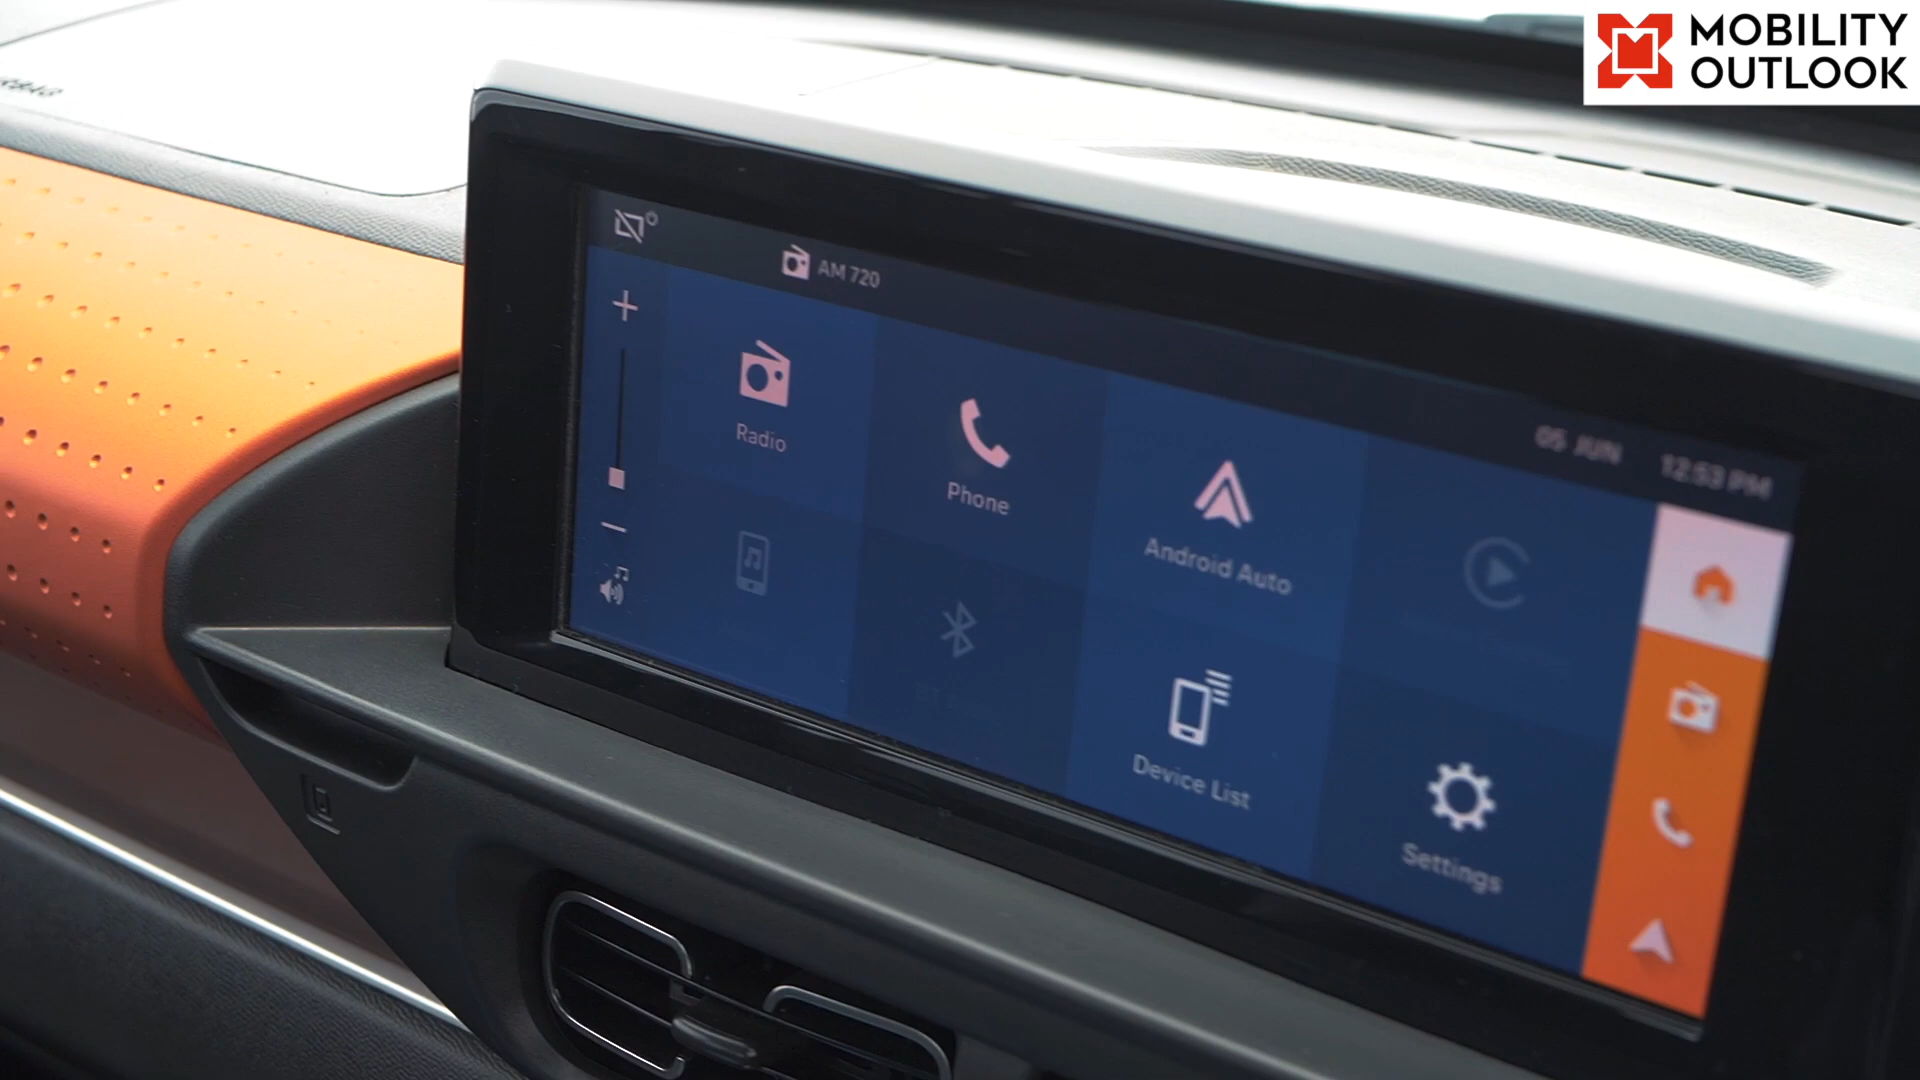 MOBILITY
OUTLOOK
AM 720
05 JUN 12:53 PM
Radio
Phone
Android Auto
Device List
Settings